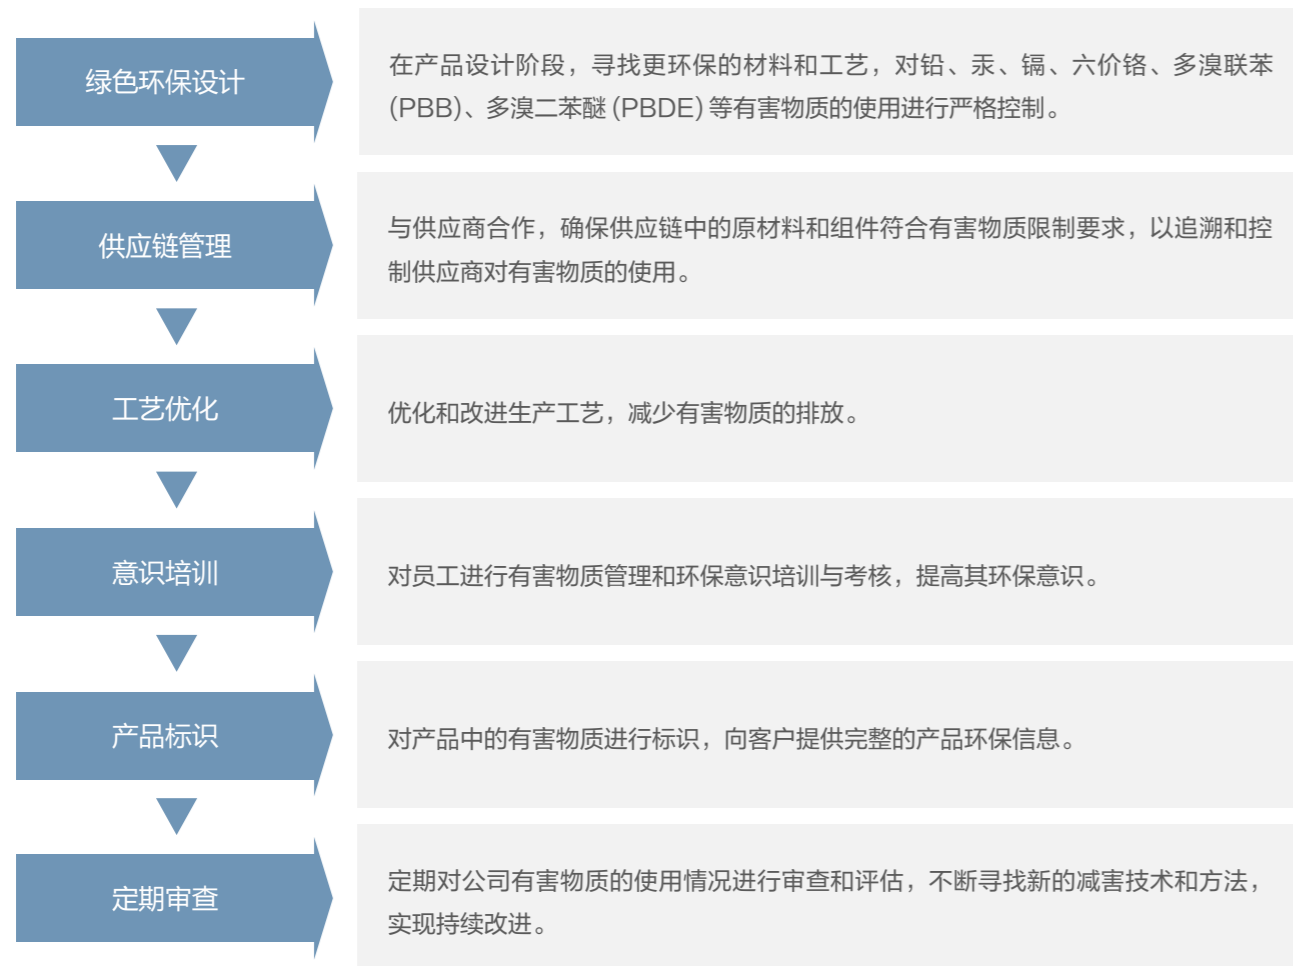 绿色环保设计
在产品设计阶段，寻找更环保的材料和工艺，对铅、汞、镉、六价铬、多溴联苯
(PBB)、多溴二苯醚 (PBDE) 等有害物质的使用进行严格控制。
供应链管理
与供应商合作，确保供应链中的原材料和组件符合有害物质限制要求，以追溯和控
制供应商对有害物质的使用。
工艺优化
优化和改进生产工艺，减少有害物质的排放。
意识培训
对员工进行有害物质管理和环保意识培训与考核，提高其环保意识。
产品标识
对产品中的有害物质进行标识，向客户提供完整的产品环保信息。
定期审查
定期对公司有害物质的使用情况进行审查和评估，不断寻找新的减害技术和方法，
实现持续改进。